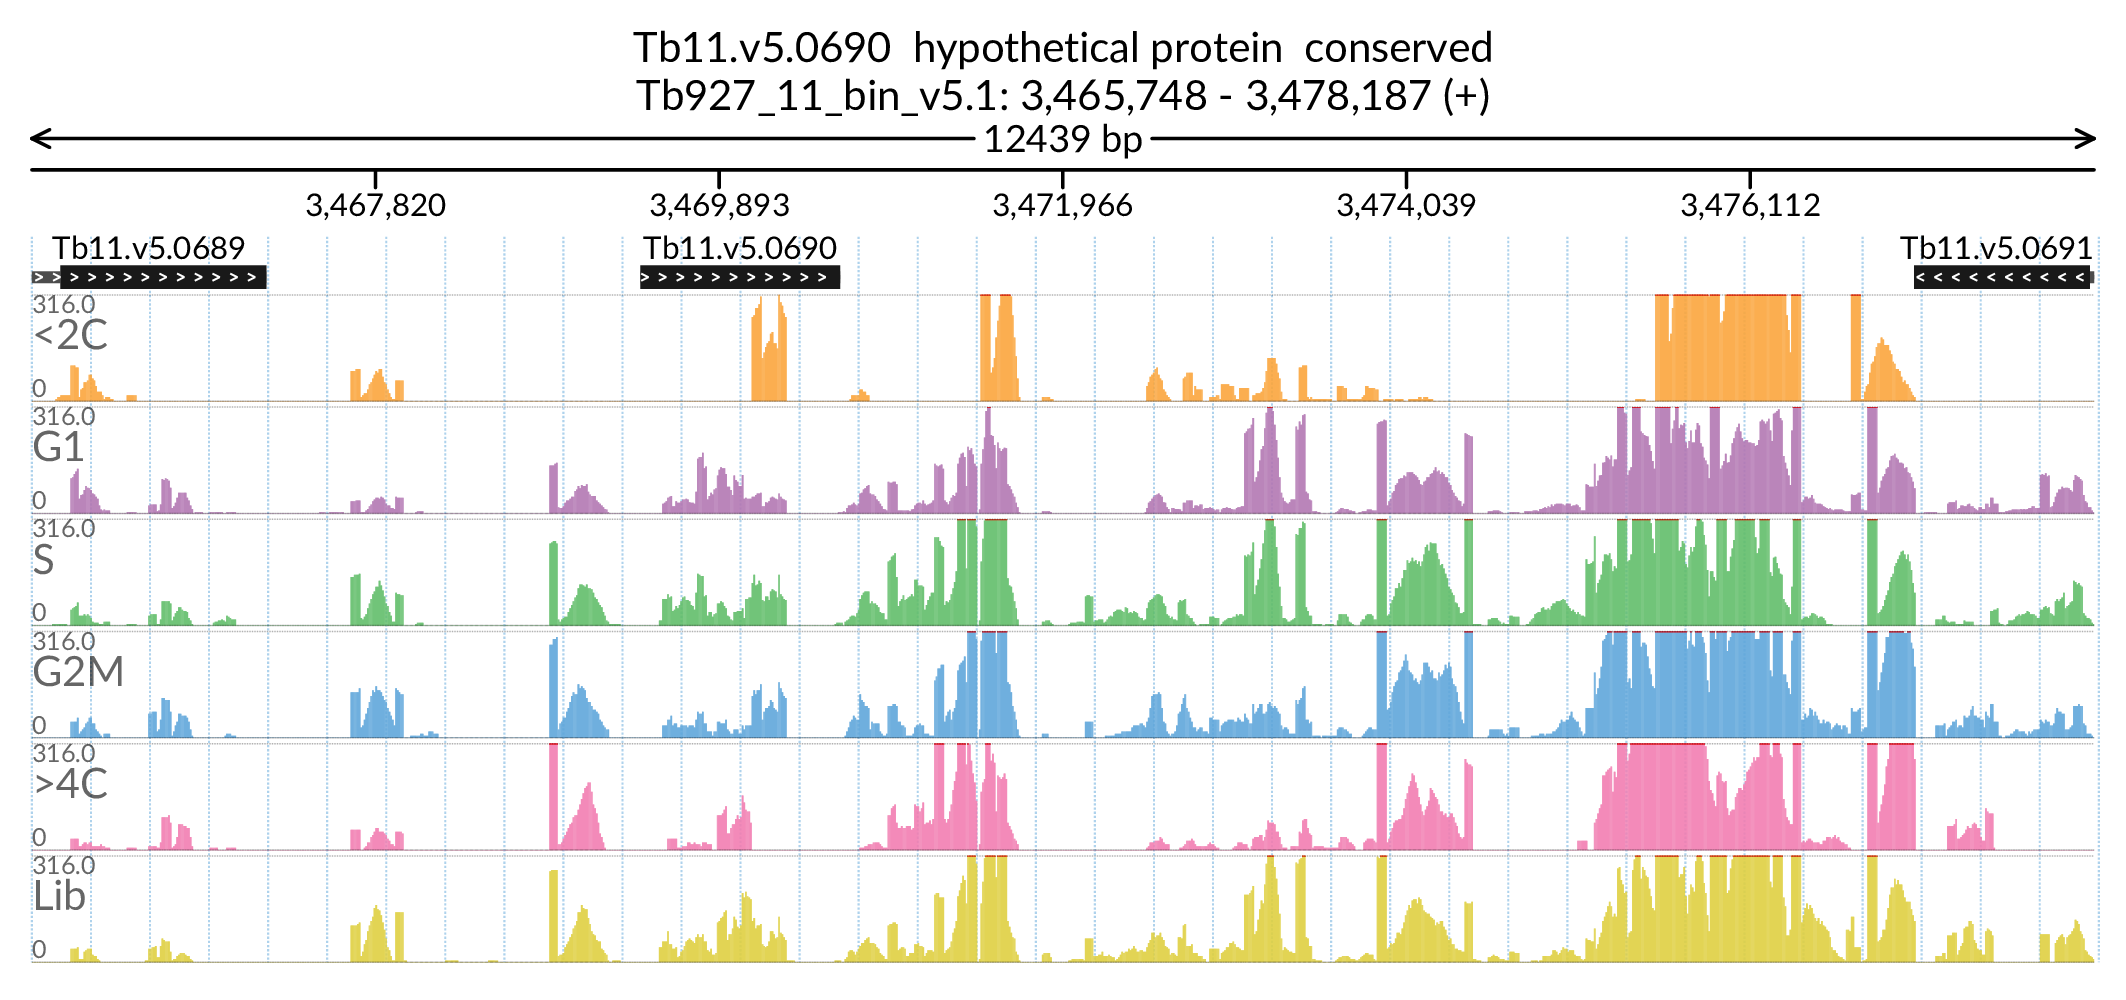 Tb11.v5.0690  hypothetical protein  conserved
Tb927_11_bin_v5.1: 3,465,748 - 3,478,187 (+)
12439 bp
3,467,820 3,469,893 3,471,966 3,474,039 3,476,112
Tb11.v5.0689 Tb11.v5.0690 Tb11.v5.0691
316.0
<2C
0
316.0
G1
0
316.0
S
0
316.0
G2M
0
316.0
>4C
0
316.0
Lib
0